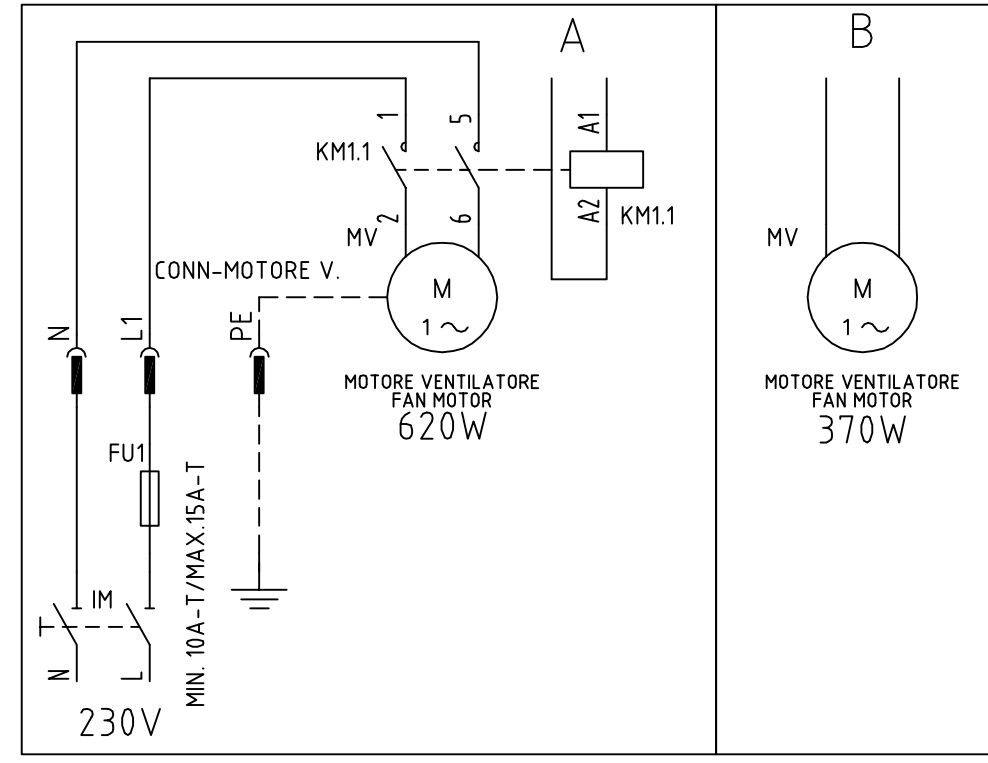 A
B
1
5
A1
KM1.1
2
6
A2
KM1.1
MV
MV
CONN-MOTORE V.
M
1~
M
1~
N
L1
PE
MOTORE VENTILATORE
FAN MOTOR
620W
MOTORE VENTILATORE
FAN MOTOR
370W
FU1
MIN. 10A-T/MAX.15A-T
IM
N
L
230V